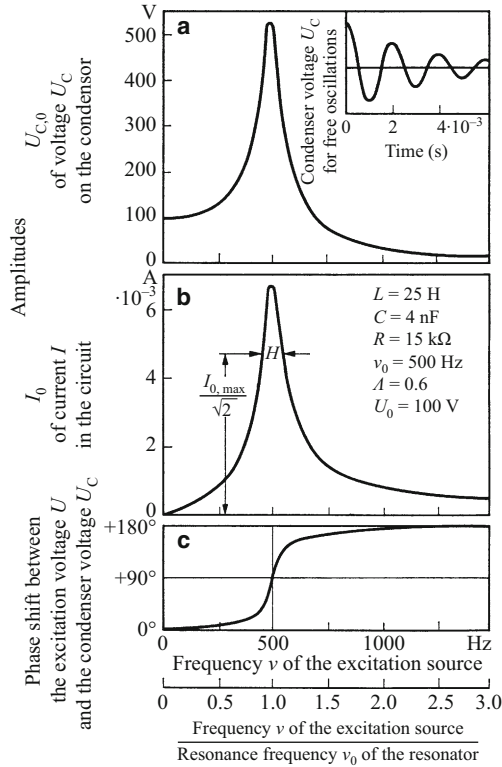 V
500
400
300
200
100
0
U_C,0
of voltage U_C
on the condensor
a
Condenser voltage U_C
for free oscillations
0 2 4·10⁻³
Time (s)
Amplitudes
A
·10⁻³
6
4
2
0
I₀
of current I
in the circuit
b
H
I₀, max
√2
L = 25 H
C = 4 nF
R = 15 kΩ
ν₀ = 500 Hz
Λ = 0.6
U₀ = 100 V
Phase shift between
the excitation voltage U
and the condenser voltage U_C
+180°
+90°
0°
c
0 500 1000 Hz
Frequency ν of the excitation source
0 0.5 1.0 1.5 2.0 2.5 3.0
Frequency ν of the excitation source
Resonance frequency ν₀ of the resonator